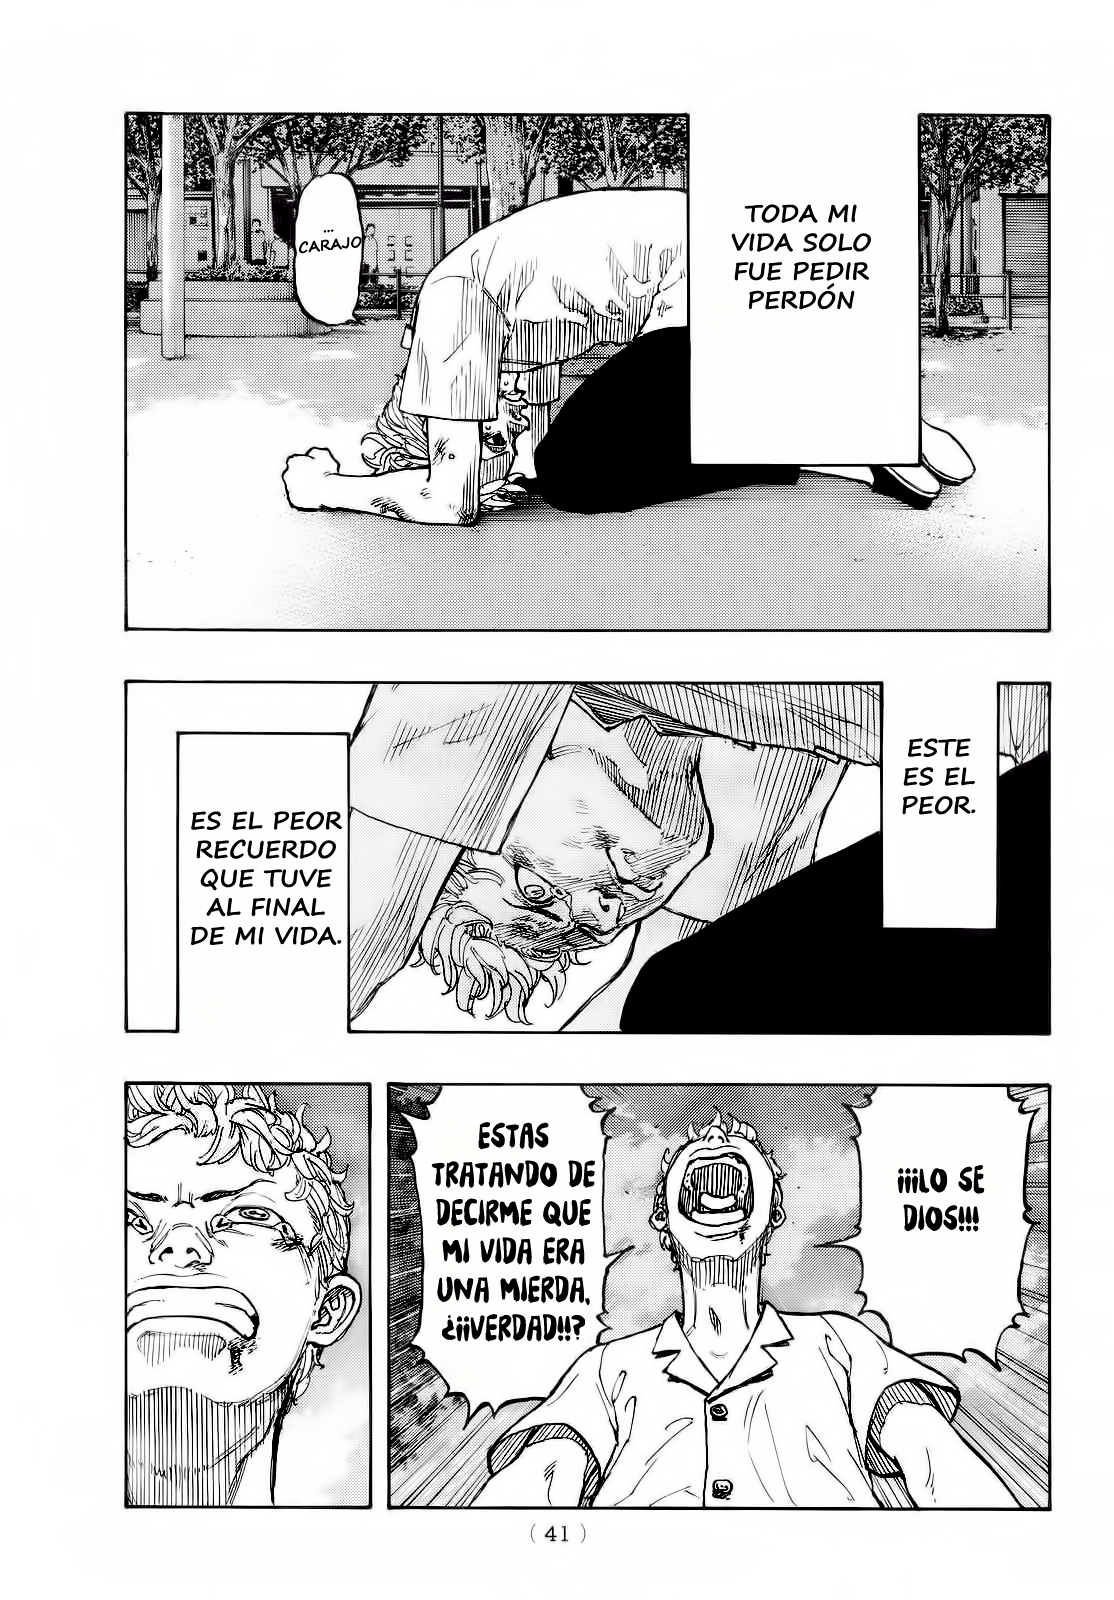 TODA MI
VIDA SOLO
FUE PEDIR
PERDÓN
...
CARAJO
ESTE
ES EL
PEOR.
ES EL PEOR
RECUERDO
QUE TUVE
AL FINAL
DE MI VIDA.
¡¡¡LO SE
DIOS!!!
ESTAS
TRATANDO DE
DECIRME QUE
MI VIDA ERA
UNA MIERDA,
¿¡¡VERDAD!!?
( 41 )